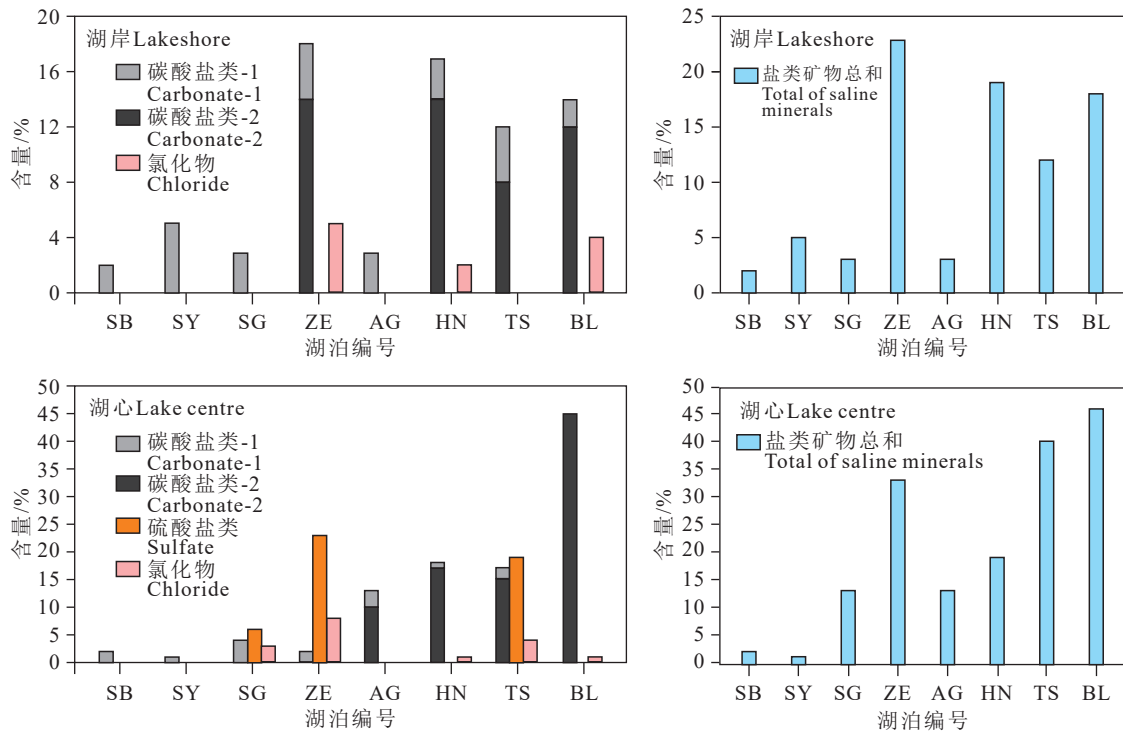 20
16
12
8
4
0
含量/%
湖岸Lakeshore
碳酸盐类-1
Carbonate-1
碳酸盐类-2
Carbonate-2
氯化物
Chloride
SB SY SG ZE AG HN TS BL
湖泊编号
25
20
15
10
5
0
含量/%
湖岸Lakeshore
盐类矿物总和
Total of saline
minerals
SB SY SG ZE AG HN TS BL
湖泊编号
50
45
40
35
30
25
20
15
10
5
0
含量/%
湖心Lake centre
碳酸盐类-1
Carbonate-1
碳酸盐类-2
Carbonate-2
硫酸盐类
Sulfate
氯化物
Chloride
SB SY SG ZE AG HN TS BL
湖泊编号
50
45
40
35
30
25
20
15
10
5
0
含量/%
湖心Lake centre
盐类矿物总和
Total of saline minerals
SB SY SG ZE AG HN TS BL
湖泊编号